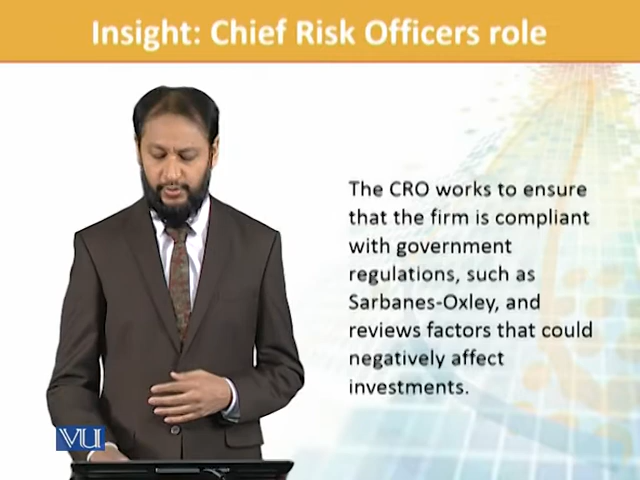 Insight: Chief Risk Officers role
The CRO works to ensure
that the firm is compliant
with government
regulations, such as
Sarbanes-Oxley, and
reviews factors that could
negatively affect
investments.
VU